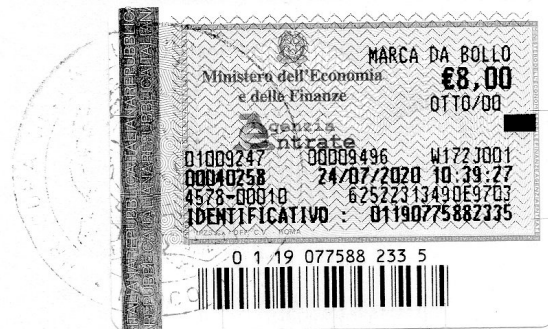 MARCA DA BOLLO
Ministero dell'Economia
e delle Finanze
€8,00
OTTO/00
Agenzia
Entrate
01009247 00009496 W172J001
00040258 24/07/2020 10:39:27
4578-00010 62522313490E9703
IDENTIFICATIVO : 01190775882335
0 1 19 077588 233 5